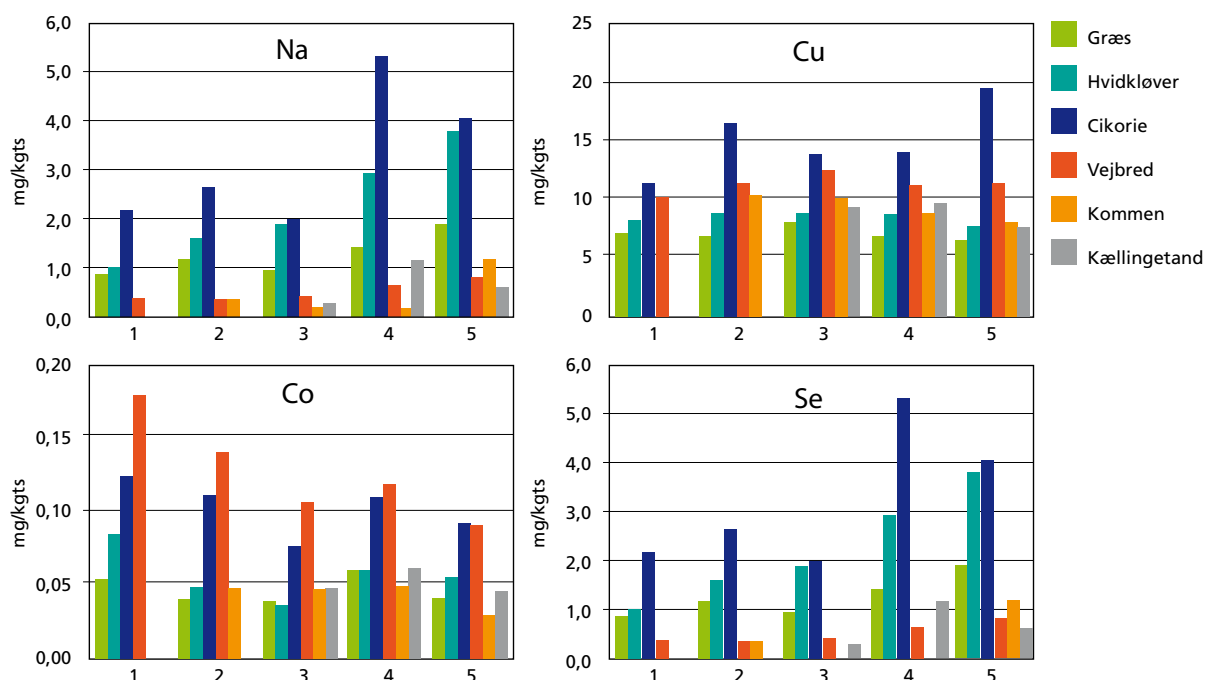 Na
mg/kgts
6,0
5,0
4,0
3,0
2,0
1,0
0,0
1 2 3 4 5
Cu
mg/kgts
25
20
15
10
5
0
1 2 3 4 5
Græs
Hvidkløver
Cikorie
Vejbred
Kommen
Kællingetand
Co
mg/kgts
0,20
0,15
0,10
0,05
0,00
1 2 3 4 5
Se
mg/kgts
6,0
5,0
4,0
3,0
2,0
1,0
0,0
1 2 3 4 5